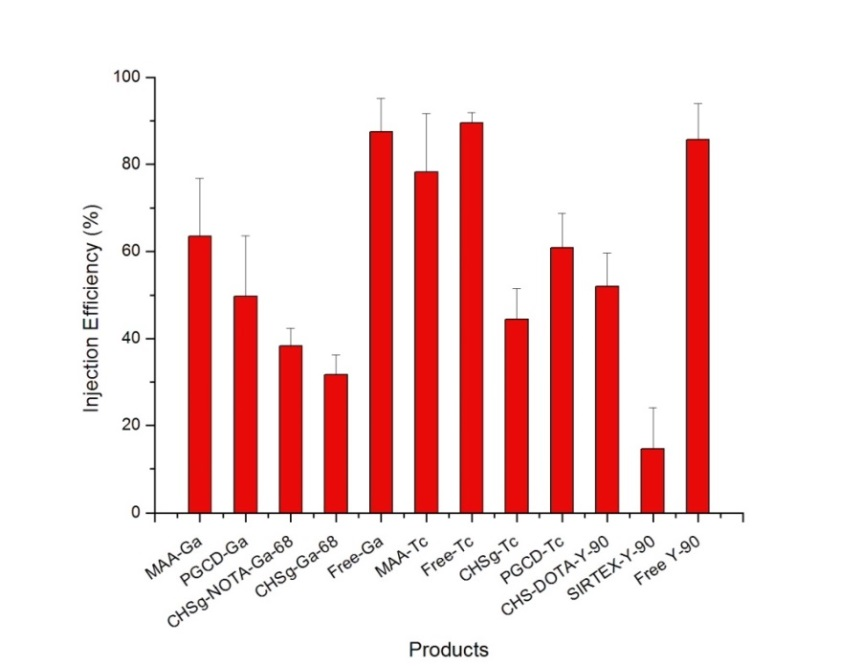 100
80
60
40
20
0
Injection Efficiency (%)
MAA-Ga
PGCD-Ga
CHSg-NOTA-Ga-68
CHSg-Ga-68
Free-Ga
MAA-Tc
Free-Tc
CHSg-Tc
PGCD-Tc
CHS-DOTA-Y-90
SIRTEX-Y-90
Free Y-90
Products